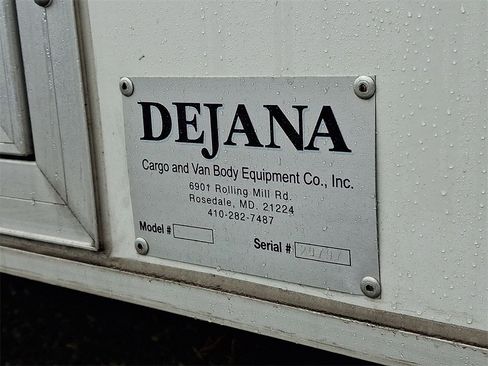 DEJANA
Cargo and Van Body Equipment Co., Inc.
6901 Rolling Mill Rd.
Rosedale, MD. 21224
410-282-7487
Model #
Serial #